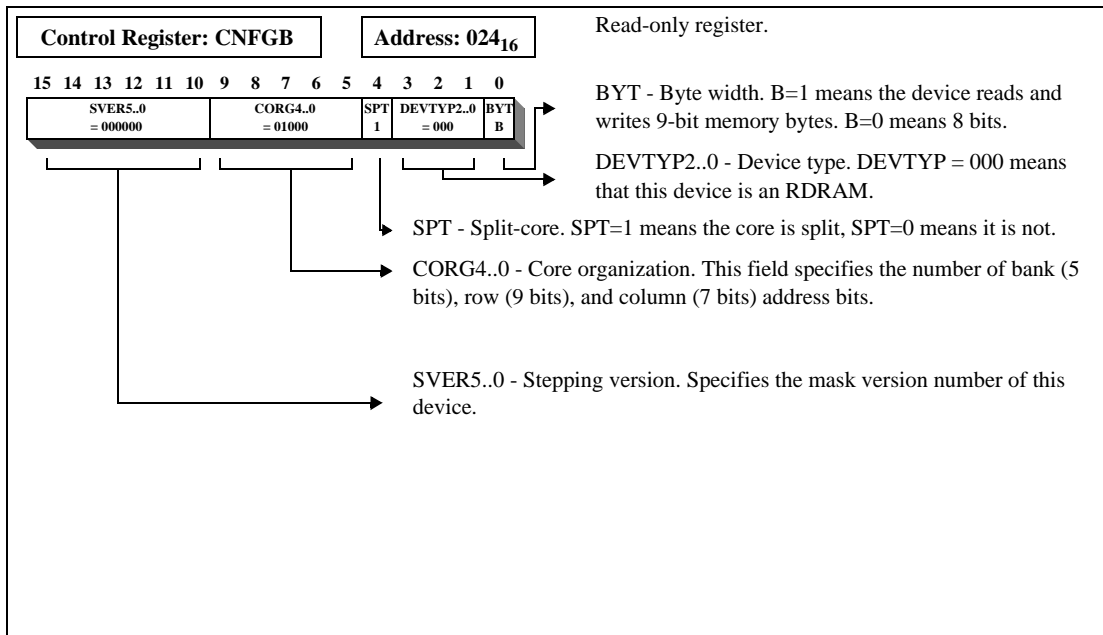 Control Register: CNFGB
Address: 024₁₆
Read-only register.
15 14 13 12 11 10 9 8 7 6 5 4 3 2 1 0
SVER5..0 CORG4..0 SPT DEVTYP2..0 BYT
= 000000 = 01000 1 = 000 B
BYT - Byte width. B=1 means the device reads and
writes 9-bit memory bytes. B=0 means 8 bits.
DEVTYP2..0 - Device type. DEVTYP = 000 means
that this device is an RDRAM.
SPT - Split-core. SPT=1 means the core is split, SPT=0 means it is not.
CORG4..0 - Core organization. This field specifies the number of bank (5
bits), row (9 bits), and column (7 bits) address bits.
SVER5..0 - Stepping version. Specifies the mask version number of this
device.